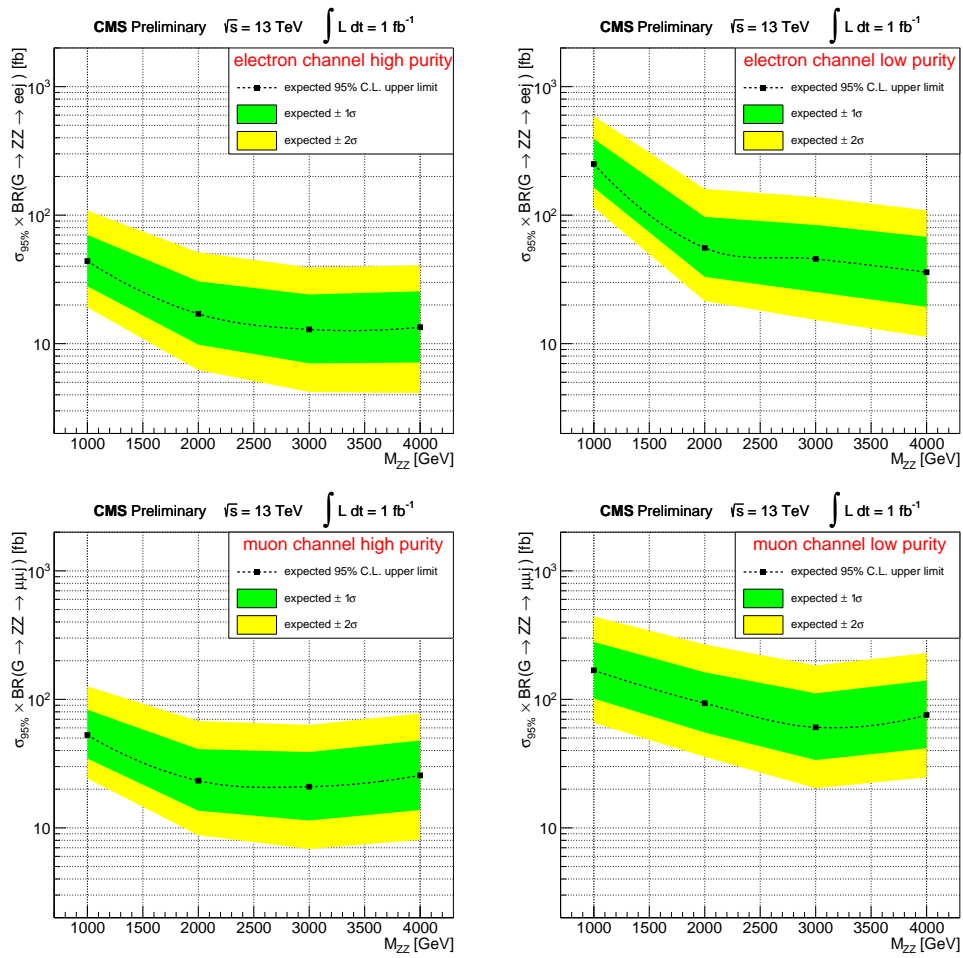 CMS Preliminary √s = 13 TeV ∫ L dt = 1 fb⁻¹
σ95% × BR(G → ZZ → eej ) [fb]
electron channel high purity
expected 95% C.L. upper limit
expected ± 1σ
expected ± 2σ
10³
10²
10
1000 1500 2000 2500 3000 3500 4000
M_ZZ [GeV]
CMS Preliminary √s = 13 TeV ∫ L dt = 1 fb⁻¹
σ95% × BR(G → ZZ → eej ) [fb]
electron channel low purity
expected 95% C.L. upper limit
expected ± 1σ
expected ± 2σ
10³
10²
10
1000 1500 2000 2500 3000 3500 4000
M_ZZ [GeV]
CMS Preliminary √s = 13 TeV ∫ L dt = 1 fb⁻¹
σ95% × BR(G → ZZ → μμj ) [fb]
muon channel high purity
expected 95% C.L. upper limit
expected ± 1σ
expected ± 2σ
10³
10²
10
1000 1500 2000 2500 3000 3500 4000
M_ZZ [GeV]
CMS Preliminary √s = 13 TeV ∫ L dt = 1 fb⁻¹
σ95% × BR(G → ZZ → μμj ) [fb]
muon channel low purity
expected 95% C.L. upper limit
expected ± 1σ
expected ± 2σ
10³
10²
10
1000 1500 2000 2500 3000 3500 4000
M_ZZ [GeV]